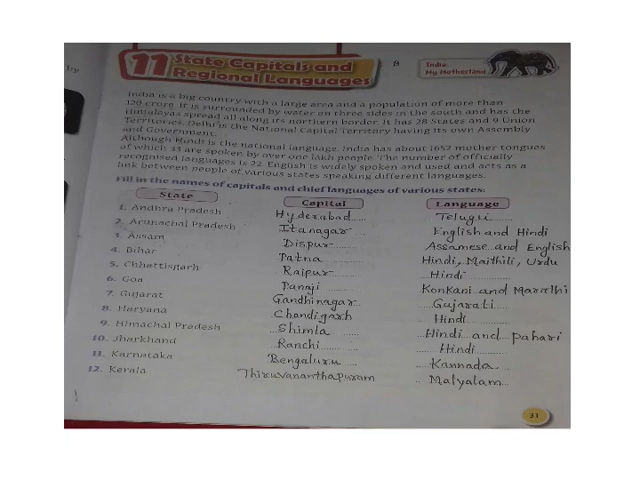 by
11 State Capitals and
Regional Languages
India:
My Motherland
India is a big country with a large area and a population of more than
120 crore. It is surrounded by water on three sides in the south and has the
Himalayas spread all along its northern border. It has 28 States and 9 Union
Territories. Delhi is the National Capital Territory having its own Assembly
and Government.
Although Hindi is the national language, India has about 1652 mother tongues
of which 33 are spoken by over one lakh people. The number of officially
recognised languages is 22. English is widely spoken and used and acts as a
link between people of various states speaking different languages.
Fill in the names of capitals and chief languages of various states:
State Capital Language
1. Andhra Pradesh Hyderabad Telugu
2. Arunachal Pradesh Itanagar English and Hindi
3. Assam Dispur Assamese and English
4. Bihar Patna Hindi, Maithili, Urdu
5. Chhattisgarh Raipur Hindi
6. Goa Panaji Konkani and Marathi
7. Gujarat Gandhinagar Gujarati
8. Haryana Chandigarh Hindi
9. Himachal Pradesh Shimla Hindi and pahari
10. Jharkhand Ranchi Hindi
11. Karnataka Bengaluru Kannada
12. Kerala Thiruvananthapuram Malyalam
31